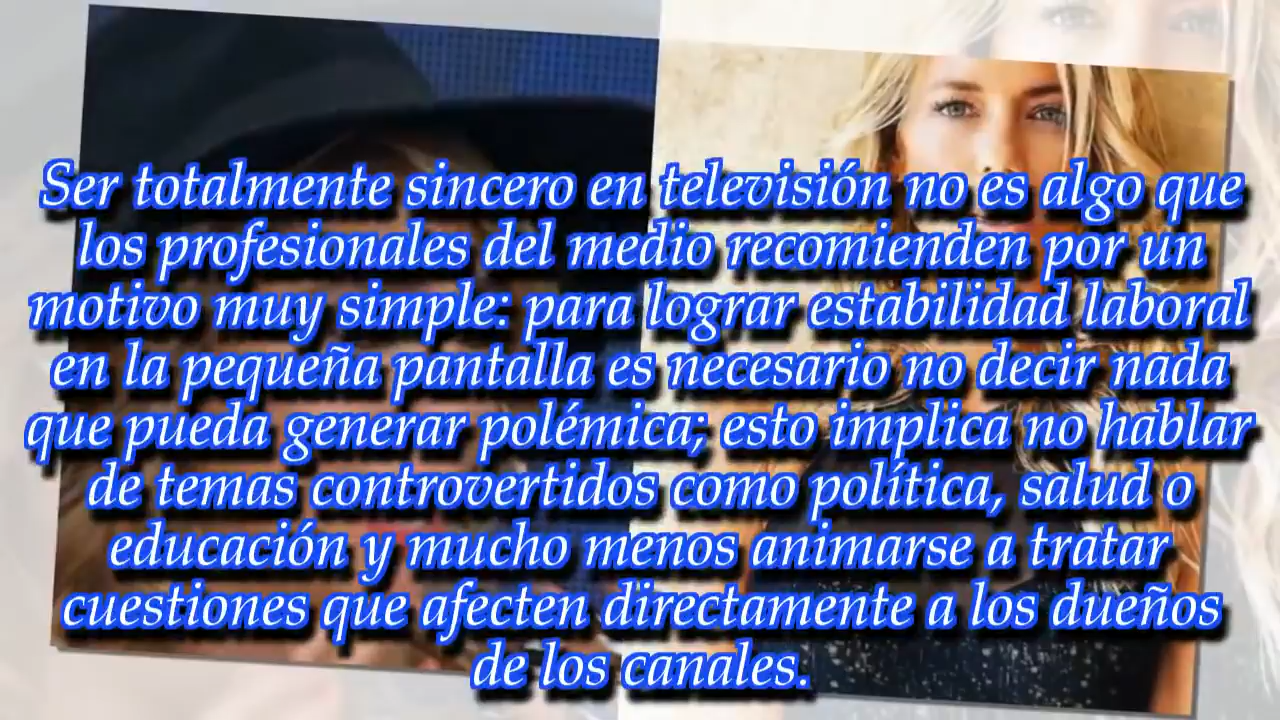 Ser totalmente sincero en televisión no es algo que
los profesionales del medio recomienden por un
motivo muy simple: para lograr estabilidad laboral
en la pequeña pantalla es necesario no decir nada
que pueda generar polémica; esto implica no hablar
de temas controvertidos como política, salud o
educación y mucho menos animarse a tratar
cuestiones que afecten directamente a los dueños
de los canales.